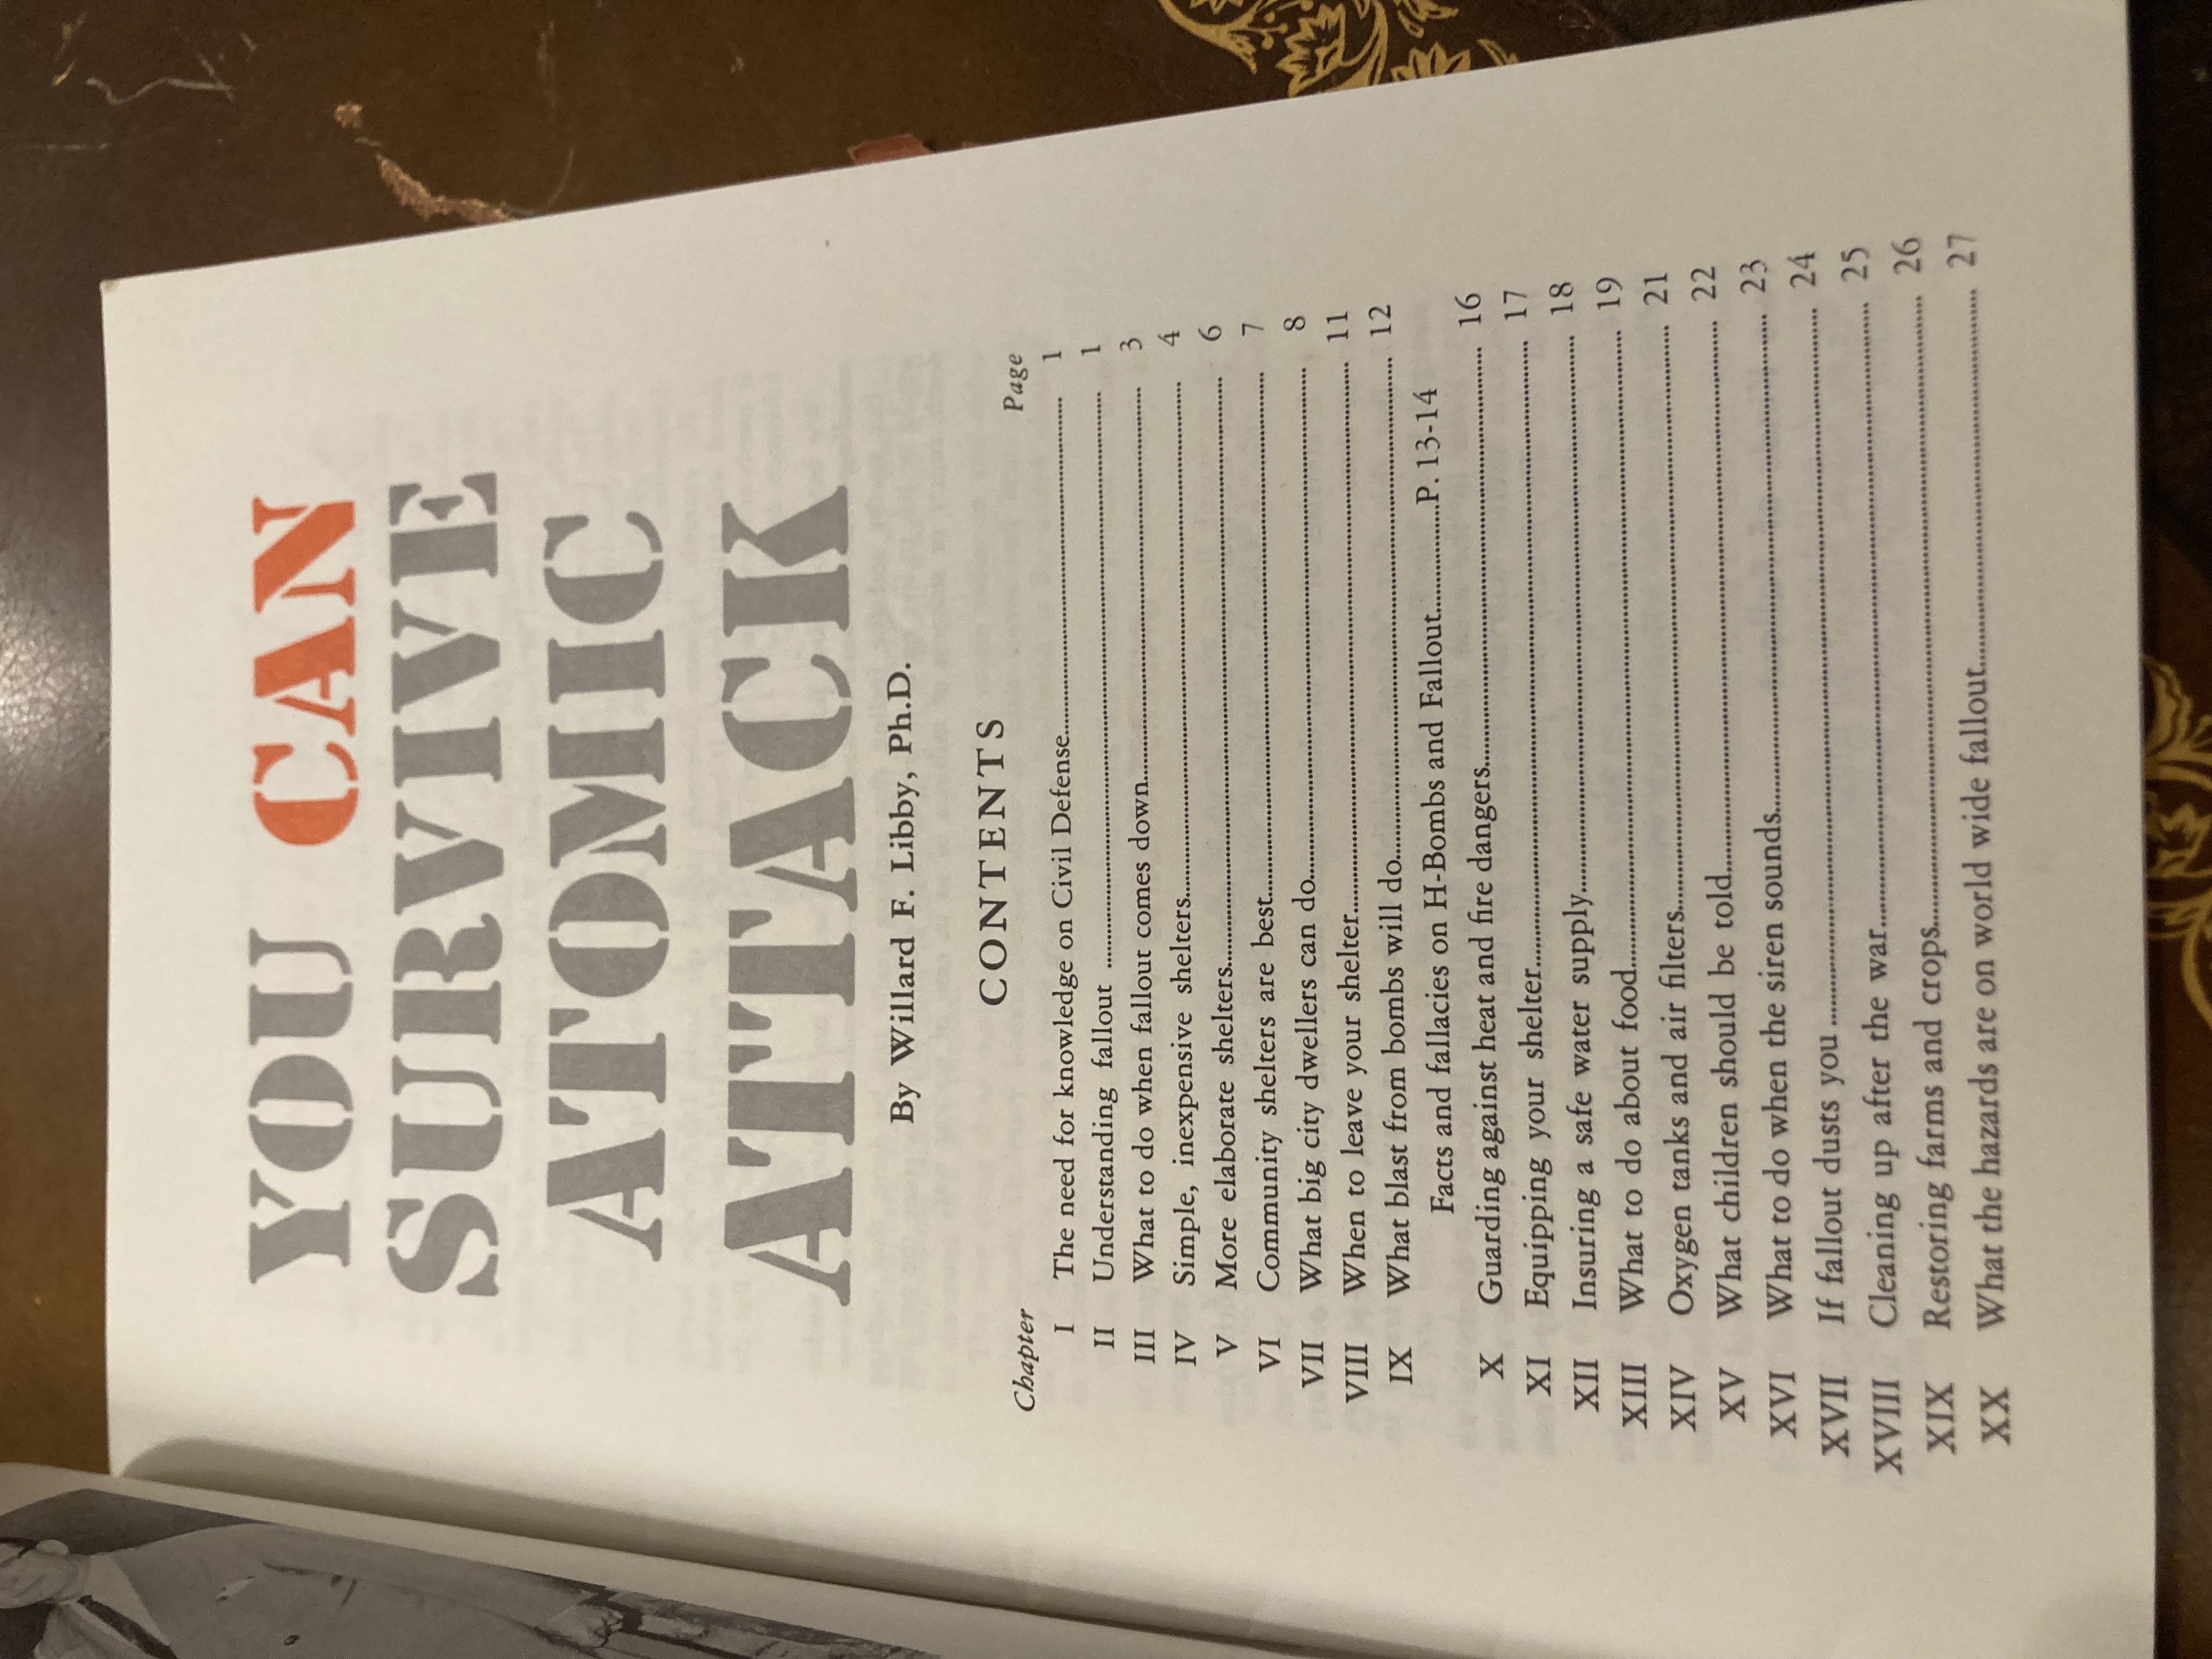 YOU CAN
SURVIVE
ATOMIC
ATTACK
By Willard F. Libby, Ph.D.
CONTENTS
Chapter Page
I The need for knowledge on Civil Defense 1
II Understanding fallout 1
III What to do when fallout comes down 3
IV Simple, inexpensive shelters 4
V More elaborate shelters 6
VI Community shelters are best 7
VII What big city dwellers can do 8
VIII When to leave your shelter 11
IX What blast from bombs will do 12
Facts and fallacies on H-Bombs and Fallout P. 13-14
X Guarding against heat and fire dangers 16
XI Equipping your shelter 17
XII Insuring a safe water supply 18
XIII What to do about food 19
XIV Oxygen tanks and air filters 21
XV What children should be told 22
XVI What to do when the siren sounds 23
XVII If fallout dusts you 24
XVIII Cleaning up after the war 25
XIX Restoring farms and crops 26
XX What the hazards are on world wide fallout 27